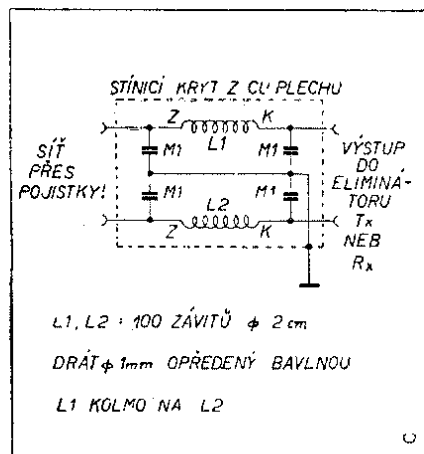 STÍNICÍ KRYT Z CU PLECHU
Z K
L1
SÍŤ
PŘES
POJISTKY!
M1 M1
M1 M1
VÝSTUP
DO
ELIMINÁ-
TORU
Tx
NEB
Rx
L2
Z K
L1, L2 = 100 ZÁVITŮ ϕ 2 cm
DRÁT ϕ 1mm OPŘEDENÝ BAVLNOU
L1 KOLMO NA L2